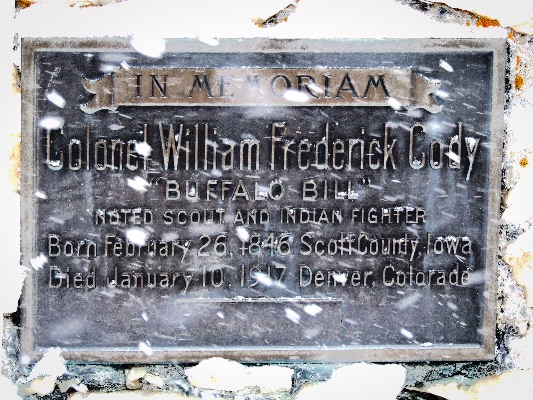 IN MEMORIAM
Colonel William Frederick Cody
"BUFFALO BILL"
NOTED SCOUT AND INDIAN FIGHTER
Born February 26, 1846 Scott County, Iowa
Died January 10, 1917 Denver, Colorado